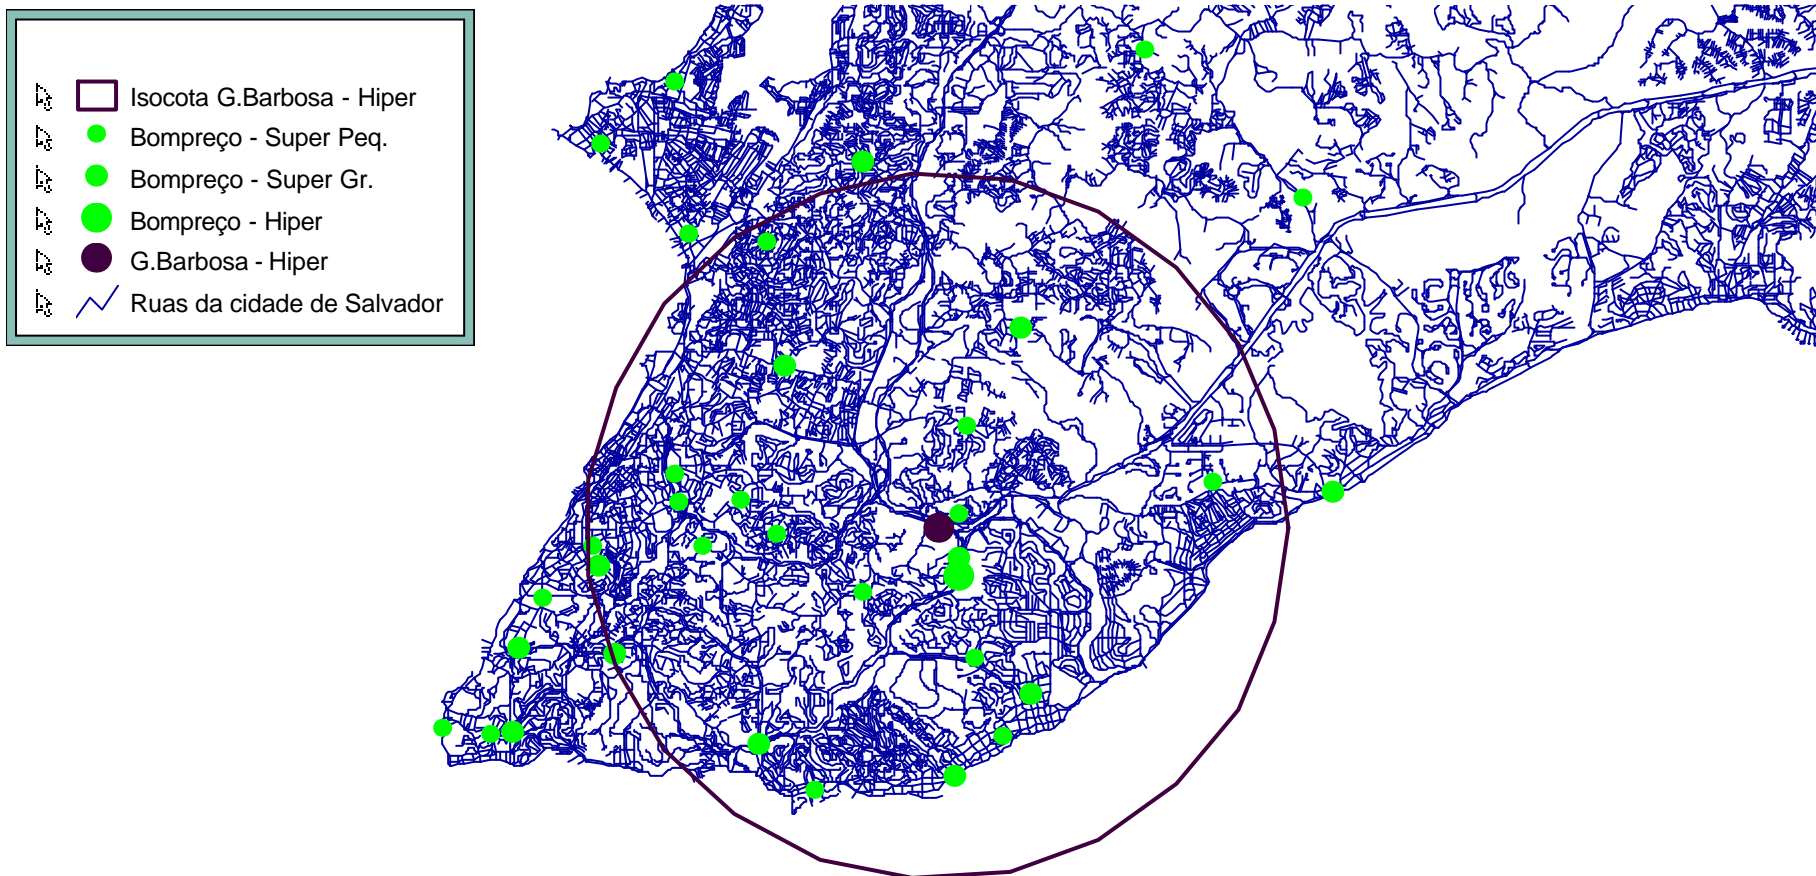 Isocota G.Barbosa - Hiper
Bompreço - Super Peq.
Bompreço - Super Gr.
Bompreço - Hiper
G.Barbosa - Hiper
Ruas da cidade de Salvador